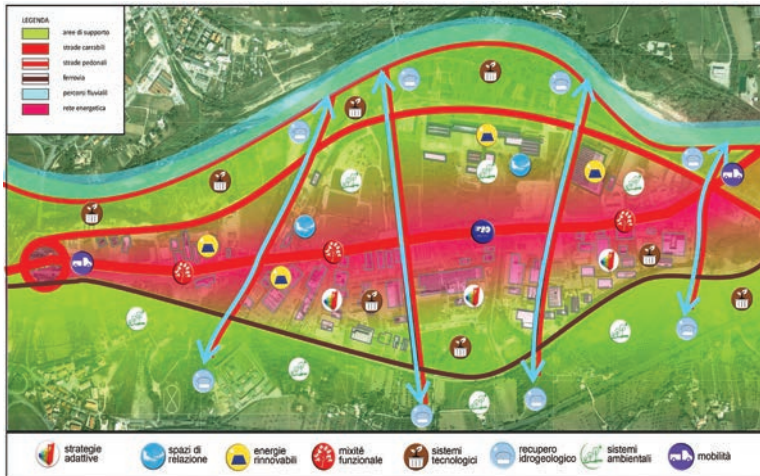 LEGENDA
aree di supporto
strade carrabili
strade pedonali
ferrovia
percorsi fluviali
rete energetica
strategie
adattive
spazi di
relazione
energie
rinnovabili
mixité
funzionale
sistemi
tecnologici
recupero
idrogeologico
sistemi
ambientali
mobilità